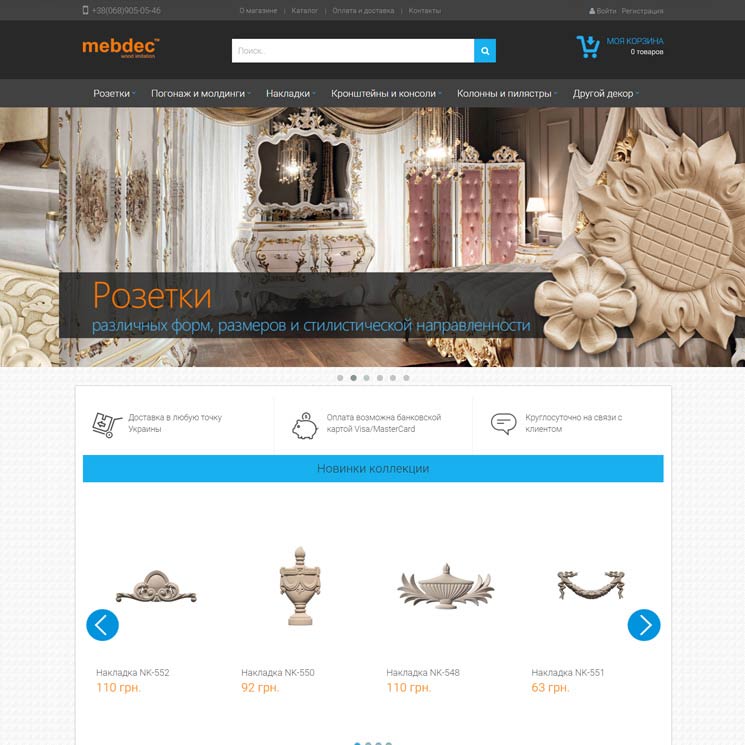 +38(068)905-05-46
О магазине | Каталог | Оплата и доставка | Контакты
Войти Регистрация
mebdec™
wood imitation
Поиск..
МОЯ КОРЗИНА
0 товаров
Розетки
Погонаж и молдинги
Накладки
Кронштейны и консоли
Колонны и пилястры
Другой декор
Розетки
различных форм, размеров и стилистической направленности
Доставка в любую точку
Украины
Оплата возможна банковской
картой Visa/MasterCard
Круглосуточно на связи с
клиентом
Новинки коллекции
Накладка NK-552
110 грн.
Накладка NK-550
92 грн.
Накладка NK-548
110 грн.
Накладка NK-551
63 грн.